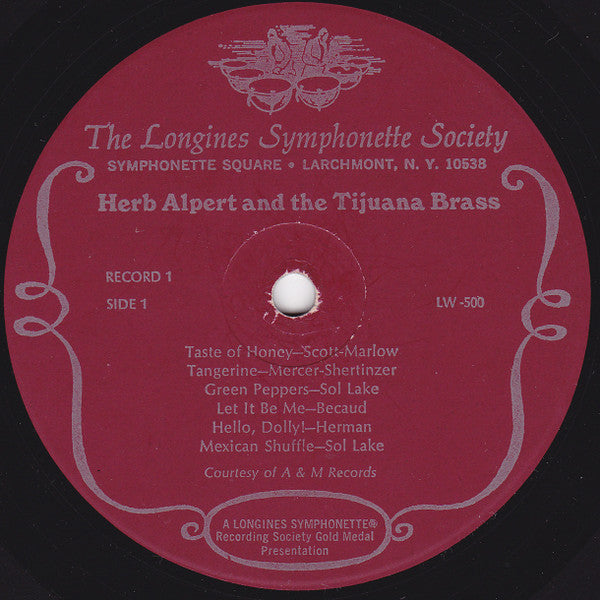 The Longines Symphonette Society
SYMPHONETTE SQUARE • LARCHMONT, N. Y. 10538
Herb Alpert and the Tijuana Brass
RECORD 1
SIDE 1
LW -500
Taste of Honey—Scott-Marlow
Tangerine—Mercer-Shertinzer
Green Peppers—Sol Lake
Let It Be Me—Becaud
Hello, Dolly!—Herman
Mexican Shuffle—Sol Lake
Courtesy of A & M Records
A LONGINES SYMPHONETTE®
Recording Society Gold Medal
Presentation